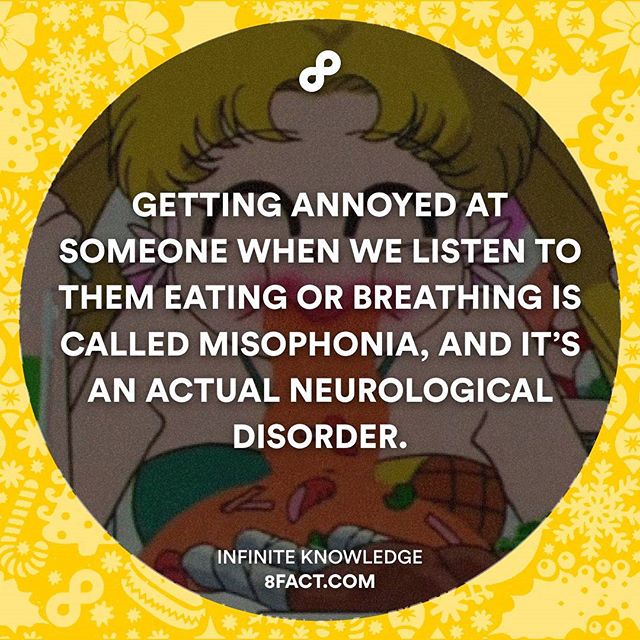 GETTING ANNOYED AT
SOMEONE WHEN WE LISTEN TO
THEM EATING OR BREATHING IS
CALLED MISOPHONIA, AND IT’S
AN ACTUAL NEUROLOGICAL
DISORDER.
INFINITE KNOWLEDGE
8FACT.COM